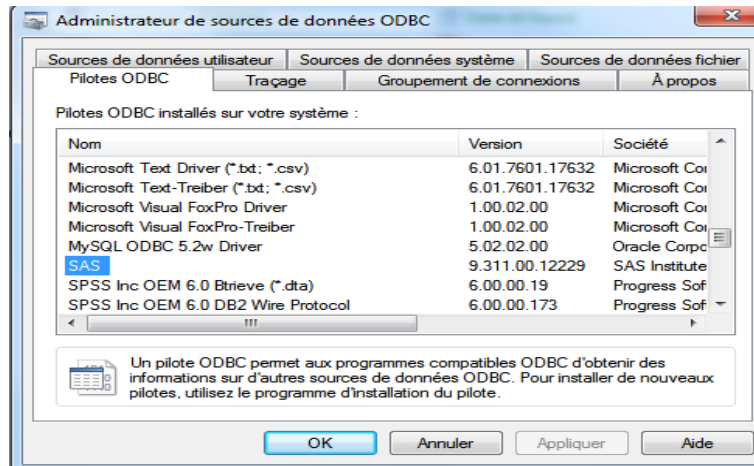 Administrateur de sources de données ODBC
Sources de données utilisateur Sources de données système Sources de données fichier
Pilotes ODBC Traçage Groupement de connexions À propos
Pilotes ODBC installés sur votre système :
Nom Version Société
Microsoft Text Driver (*.txt; *.csv) 6.01.7601.17632 Microsoft Cor
Microsoft Text-Treiber (*.txt; *.csv) 6.01.7601.17632 Microsoft Cor
Microsoft Visual FoxPro Driver 1.00.02.00 Microsoft Cor
Microsoft Visual FoxPro-Treiber 1.00.02.00 Microsoft Cor
MySQL ODBC 5.2w Driver 5.02.02.00 Oracle Corpc
SAS 9.311.00.12229 SAS Institute
SPSS Inc OEM 6.0 Btrieve (*.dta) 6.00.00.19 Progress Sof
SPSS Inc OEM 6.0 DB2 Wire Protocol 6.00.00.173 Progress Sof
Un pilote ODBC permet aux programmes compatibles ODBC d'obtenir des
informations sur d'autres sources de données ODBC. Pour installer de nouveaux
pilotes, utilisez le programme d'installation du pilote.
OK Annuler Appliquer Aide